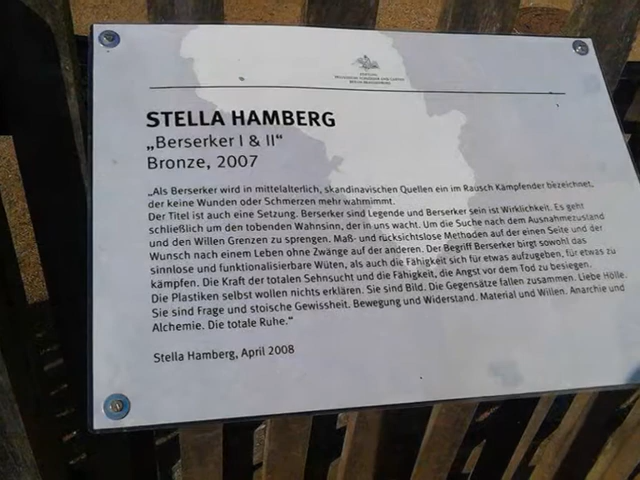 STIFTUNG
PREUSSISCHE SCHLÖSSER UND GÄRTEN
BERLIN-BRANDENBURG
STELLA HAMBERG
„Berserker I & II“
Bronze, 2007
„Als Berserker wird in mittelalterlich, skandinavischen Quellen ein im Rausch Kämpfender bezeichnet,
der keine Wunden oder Schmerzen mehr wahrnimmt.
Der Titel ist auch eine Setzung. Berserker sind Legende und Berserker sein ist Wirklichkeit. Es geht
schließlich um den tobenden Wahnsinn, der in uns wacht. Um die Suche nach dem Ausnahmezustand
und den Willen Grenzen zu sprengen. Maß- und rücksichtslose Methoden auf der einen Seite und der
Wunsch nach einem Leben ohne Zwänge auf der anderen. Der Begriff Berserker birgt sowohl das
sinnlose und funktionalisierbare Wüten, als auch die Fähigkeit sich für etwas aufzugeben, für etwas zu
kämpfen. Die Kraft der totalen Sehnsucht und die Fähigkeit, die Angst vor dem Tod zu besiegen.
Die Plastiken selbst wollen nichts erklären. Sie sind Bild. Die Gegensätze fallen zusammen. Liebe Hölle.
Sie sind Frage und stoische Gewissheit. Bewegung und Widerstand. Material und Willen. Anarchie und
Alchemie. Die totale Ruhe.“
Stella Hamberg, April 2008